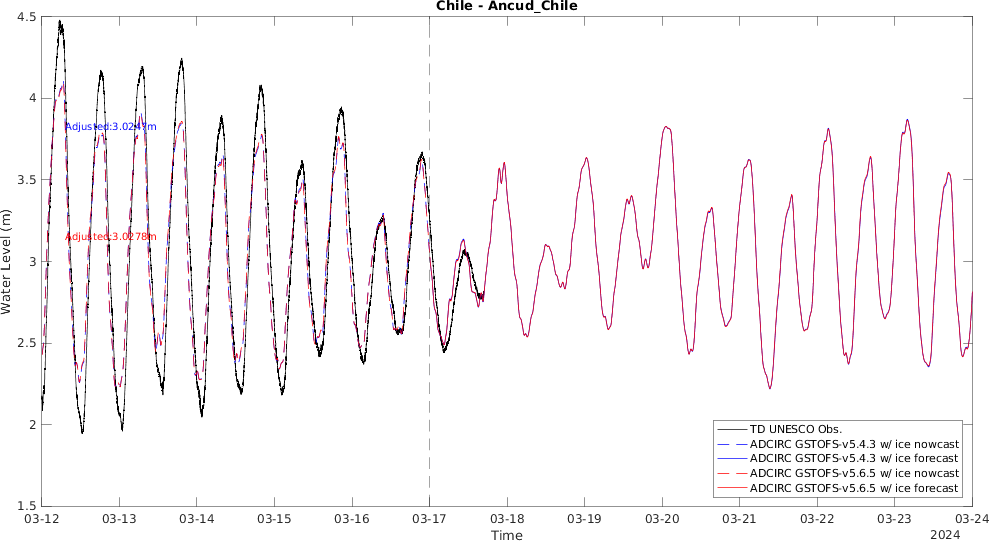 Chile - Ancud_Chile
Water Level (m)
4.5
4
3.5
3
2.5
2
1.5
Adjusted:3.0247m
Adjusted:3.0278m
TD UNESCO Obs.
ADCIRC GSTOFS-v5.4.3 w/ ice nowcast
ADCIRC GSTOFS-v5.4.3 w/ ice forecast
ADCIRC GSTOFS-v5.6.5 w/ ice nowcast
ADCIRC GSTOFS-v5.6.5 w/ ice forecast
03-12 03-13 03-14 03-15 03-16 03-17 03-18 03-19 03-20 03-21 03-22 03-23 03-24
Time
2024